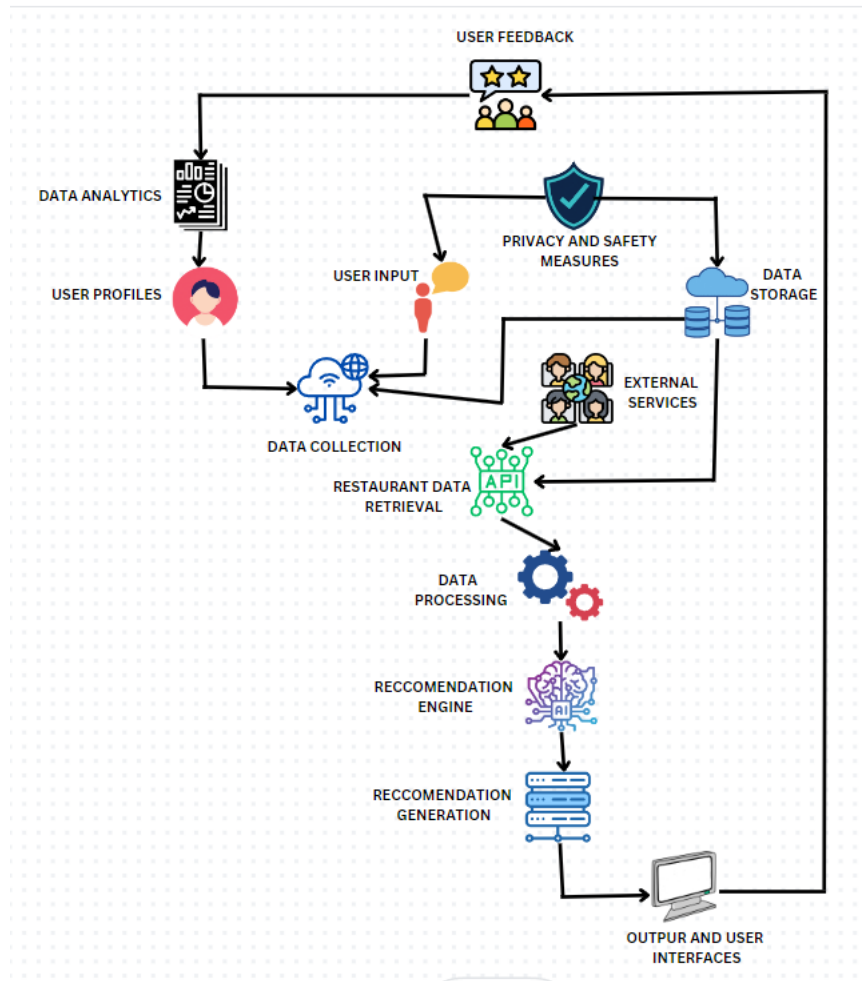 USER FEEDBACK
DATA ANALYTICS
PRIVACY AND SAFETY
MEASURES
USER PROFILES
USER INPUT
DATA
STORAGE
EXTERNAL
SERVICES
DATA COLLECTION
RESTAURANT DATA
RETRIEVAL
API
DATA
PROCESSING
RECCOMENDATION
ENGINE
AI
RECCOMENDATION
GENERATION
OUTPUR AND USER
INTERFACES